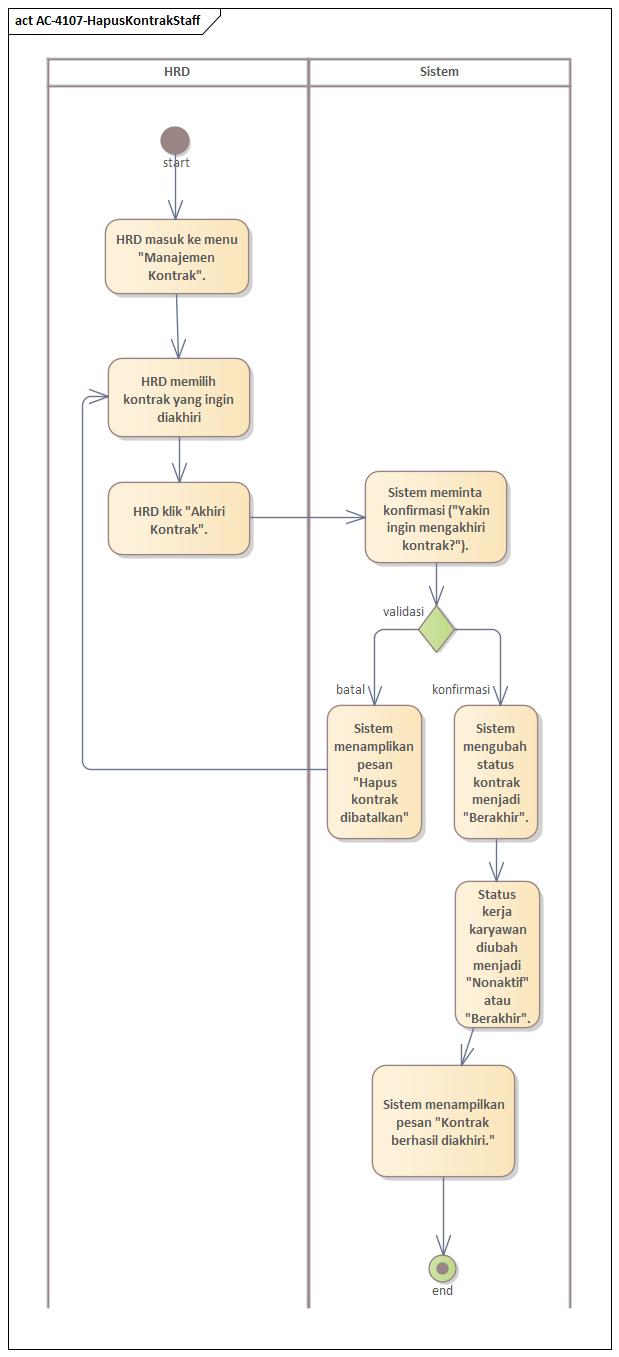 act AC-4107-HapusKontrakStaff
HRD
Sistem
start
HRD masuk ke menu
"Manajemen
Kontrak".
HRD memilih
kontrak yang ingin
diakhiri
HRD klik "Akhiri
Kontrak".
Sistem meminta
konfirmasi ("Yakin
ingin mengakhiri
kontrak?").
validasi
batal
konfirmasi
Sistem
menamplikan
pesan
"Hapus
kontrak
dibatalkan"
Sistem
mengubah
status
kontrak
menjadi
"Berakhir".
Status
kerja
karyawan
diubah
menjadi
"Nonaktif"
atau
"Berakhir".
Sistem menampilkan
pesan "Kontrak
berhasil diakhiri."
end